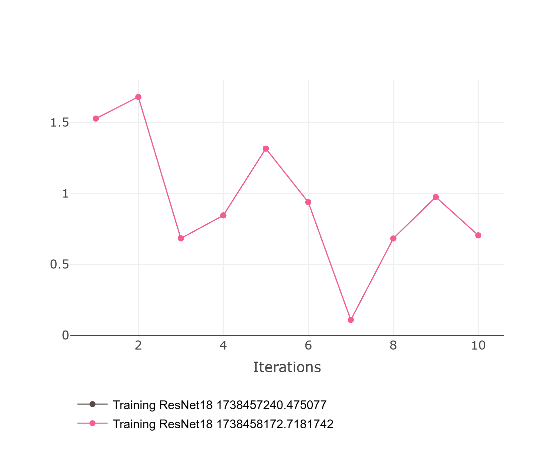 1.5
1
0.5
0
2 4 6 8 10
Iterations
Training ResNet18 1738457240.475077
Training ResNet18 1738458172.7181742